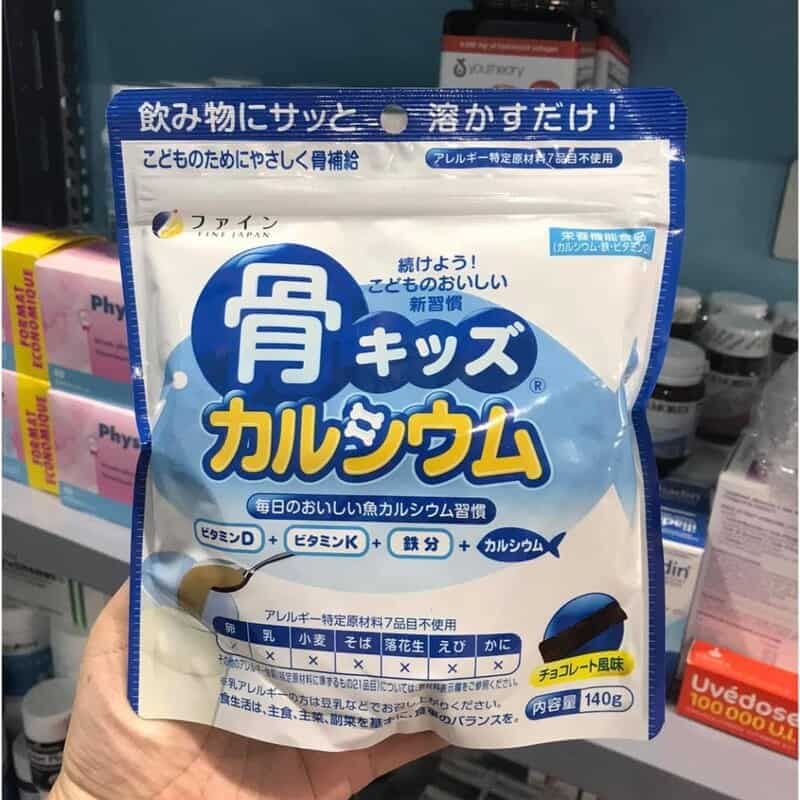 youtheory
飲み物にサッと 溶かすだけ!
こどものためにやさしく骨補給
アレルギー特定原材料7品目不使用
ファイン
FINE JAPAN
栄養機能食品
(カルシウム・鉄・ビタミンD)
続けよう!
こどものおいしい
新習慣
骨キッズ
カルシウム®
毎日のおいしい魚カルシウム習慣
ビタミンD + ビタミンK + 鉄分 + カルシウム
アレルギー特定原材料7品目不使用
卵 乳 小麦 そば 落花生 えび かに
× × × × × × ×
チョコレート風味
内容量 140g
食生活は、主食、主菜、副菜を基本に、食事のバランスを。
FORMAT
ECONOMIQUE
Phys
FORMAT
ECONOMIQUE
Phys
Uvédose
100 000 U.I.